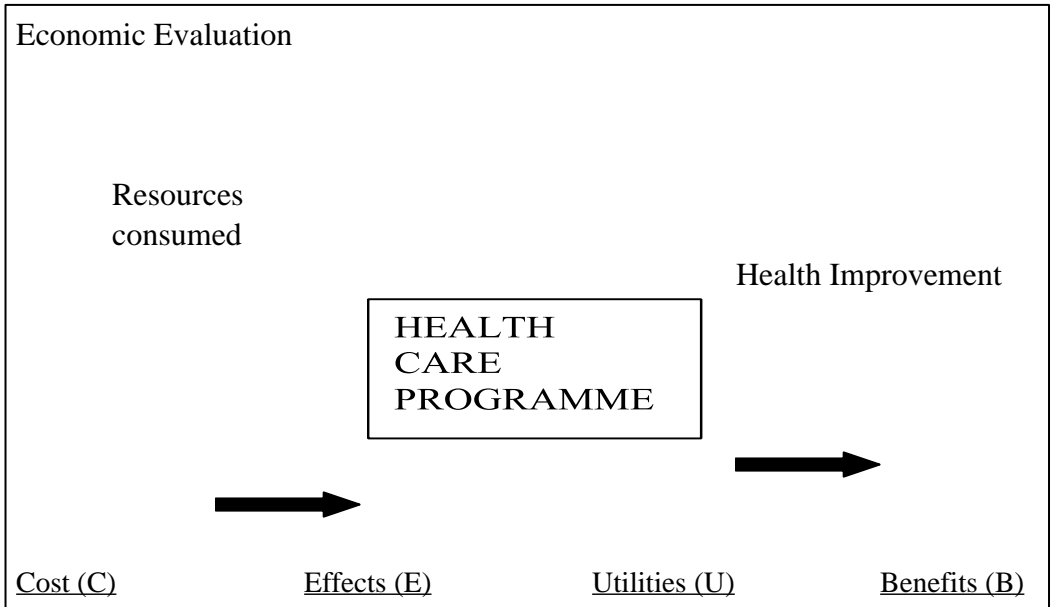 Economic Evaluation
Resources
consumed
Health Improvement
HEALTH
CARE
PROGRAMME
Cost (C) Effects (E) Utilities (U) Benefits (B)